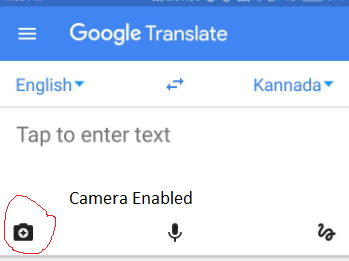 Google Translate
English Kannada
Tap to enter text
Camera Enabled